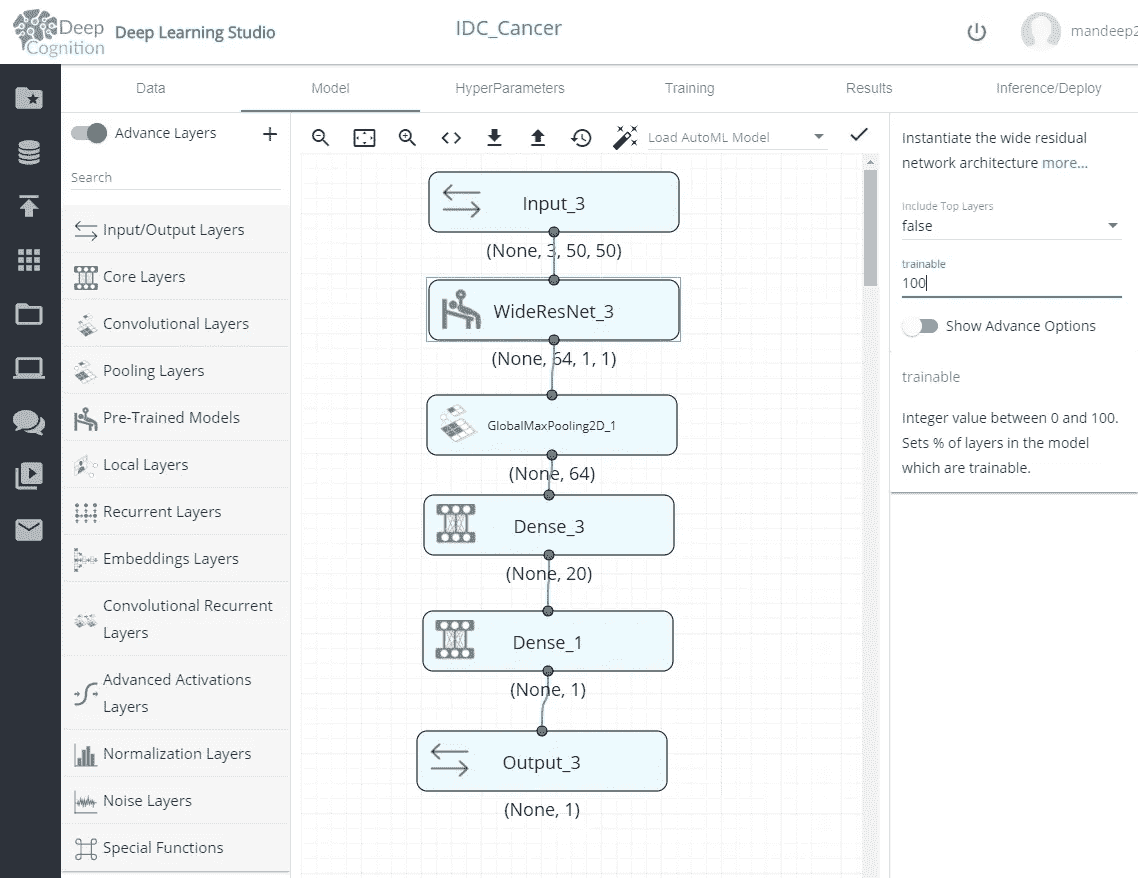 Deep
Cognition
Deep Learning Studio
IDC_Cancer
mandeep2
Data
Model
HyperParameters
Training
Results
Inference/Deploy
Advance Layers
+
Search
Input/Output Layers
Core Layers
Convolutional Layers
Pooling Layers
Pre-Trained Models
Local Layers
Recurrent Layers
Embeddings Layers
Convolutional Recurrent
Layers
Advanced Activations
Layers
Normalization Layers
Noise Layers
Special Functions
Load AutoML Model
Input_3
(None, 3, 50, 50)
WideResNet_3
(None, 64, 1, 1)
GlobalMaxPooling2D_1
(None, 64)
Dense_3
(None, 20)
Dense_1
(None, 1)
Output_3
(None, 1)
Instantiate the wide residual
network architecture more...
Include Top Layers
false
trainable
100
Show Advance Options
trainable
Integer value between 0 and 100.
Sets % of layers in the model
which are trainable.